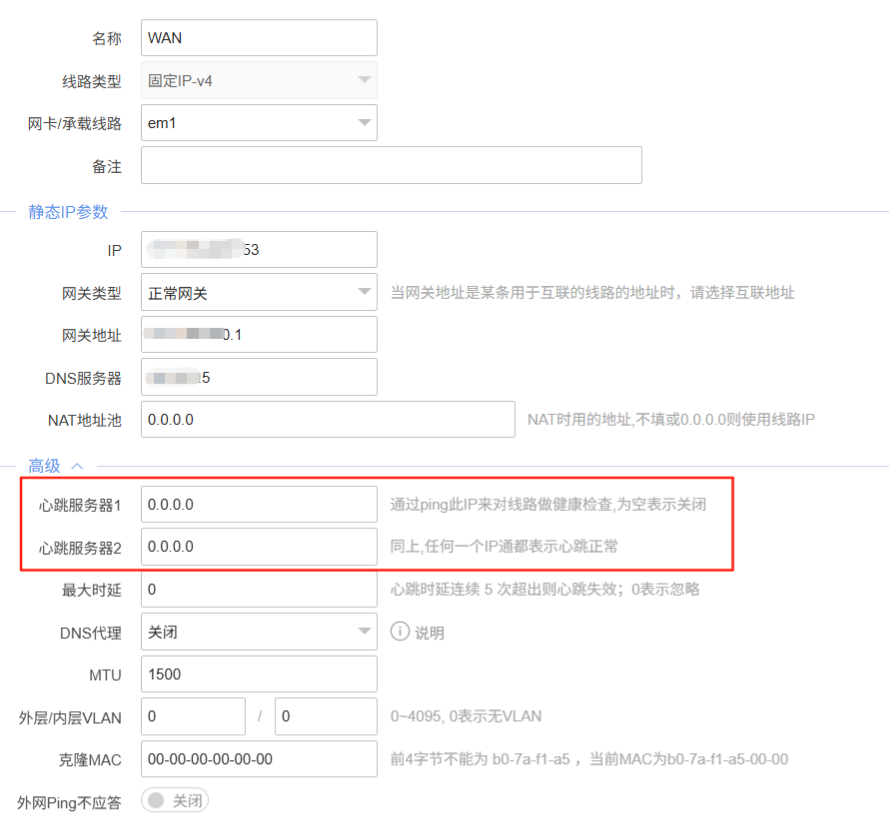 名称 WAN
线路类型 固定IP-v4
网卡/承载线路 em1
备注
静态IP参数
IP 53
网关类型 正常网关 当网关地址是某条用于互联的线路的地址时，请选择互联地址
网关地址 0.1
DNS服务器 5
NAT地址池 0.0.0.0 NAT时用的地址,不填或0.0.0.0则使用线路IP
高级
心跳服务器1 0.0.0.0 通过ping此IP来对线路做健康检查,为空表示关闭
心跳服务器2 0.0.0.0 同上,任何一个IP通都表示心跳正常
最大时延 0 心跳时延连续 5 次超出则心跳失效；0表示忽略
DNS代理 关闭 说明
MTU 1500
外层/内层VLAN 0 / 0 0~4095, 0表示无VLAN
克隆MAC 00-00-00-00-00-00 前4字节不能为 b0-7a-f1-a5 ，当前MAC为b0-7a-f1-a5-00-00
外网Ping不应答 关闭